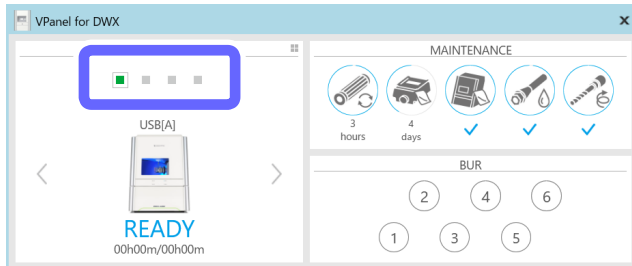 VPanel for DWX
USB[A]
READY
00h00m/00h00m
MAINTENANCE
3
hours
4
days
BUR
2 4 6
1 3 5